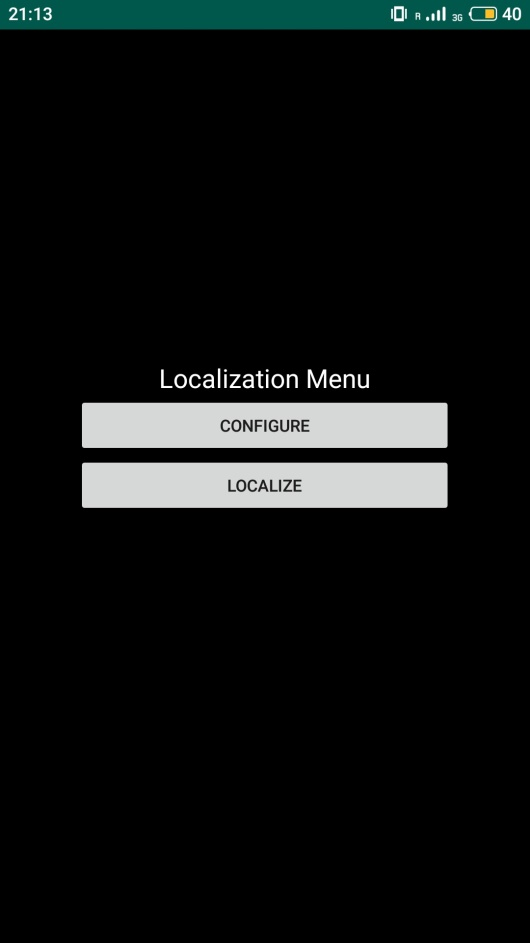 21:13 R 3G 40
Localization Menu
CONFIGURE
LOCALIZE